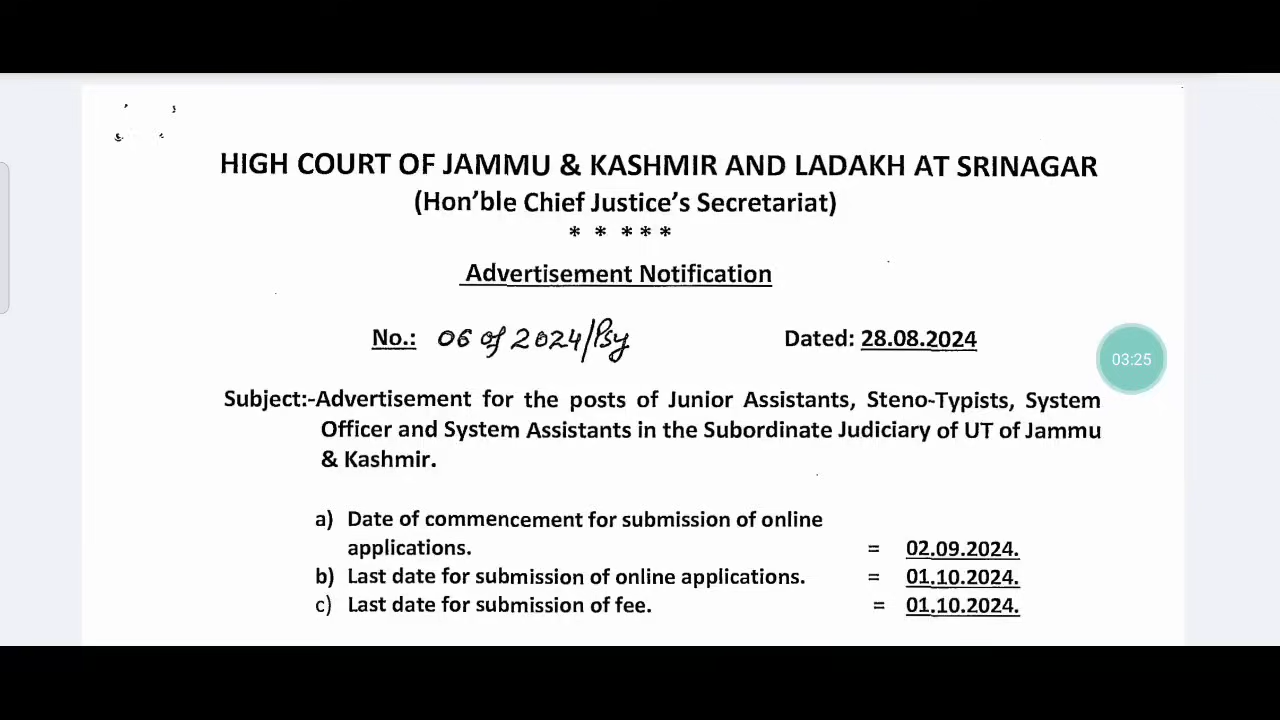 HIGH COURT OF JAMMU & KASHMIR AND LADAKH AT SRINAGAR
(Hon'ble Chief Justice's Secretariat)
* * * * *
Advertisement Notification
No.: 06 of 2024/Psy Dated: 28.08.2024
03:25
Subject:-Advertisement for the posts of Junior Assistants, Steno-Typists, System
Officer and System Assistants in the Subordinate Judiciary of UT of Jammu
& Kashmir.
a) Date of commencement for submission of online
applications. = 02.09.2024.
b) Last date for submission of online applications. = 01.10.2024.
c) Last date for submission of fee. = 01.10.2024.